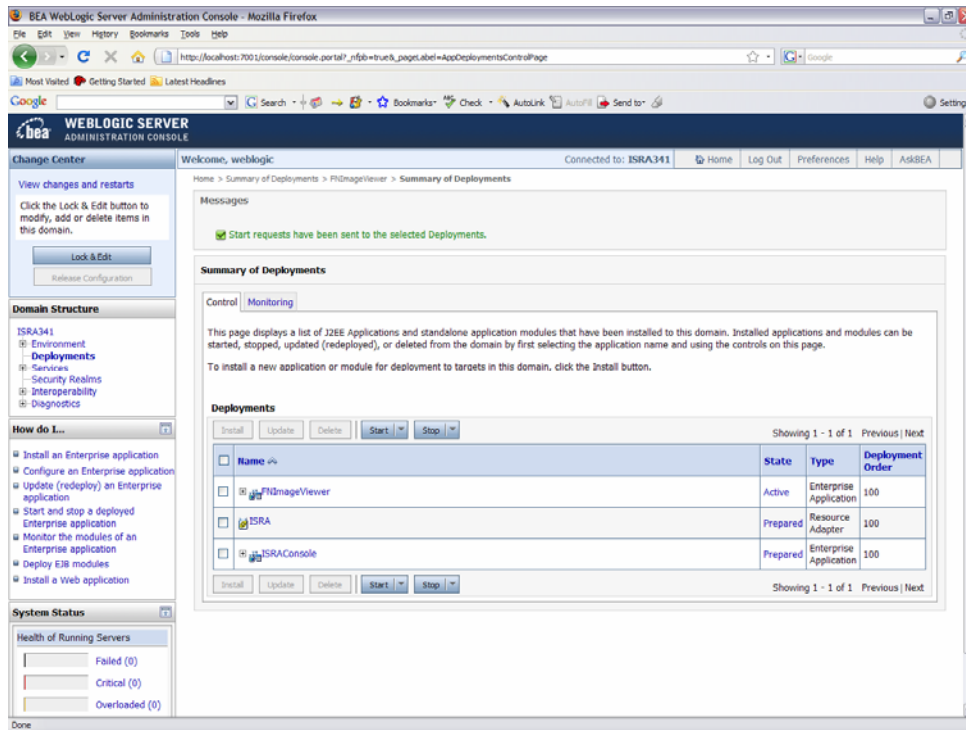 BEA WebLogic Server Administration Console - Mozilla Firefox
File Edit View History Bookmarks Tools Help
http://localhost:7001/console/console.portal?_nfpb=true&_pageLabel=AppDeploymentsControlPage
Google
Most Visited Getting Started Latest Headlines
Google Search Bookmarks Check AutoLink AutoFill Send to Setting
bea WEBLOGIC SERVER
ADMINISTRATION CONSOLE
Change Center
View changes and restarts
Click the Lock & Edit button to
modify, add or delete items in
this domain.
Lock & Edit
Release Configuration
Domain Structure
ISRA341
Environment
Deployments
Services
Security Realms
Interoperability
Diagnostics
How do I...
Install an Enterprise application
Configure an Enterprise application
Update (redeploy) an Enterprise
application
Start and stop a deployed
Enterprise application
Monitor the modules of an
Enterprise application
Deploy EJB modules
Install a Web application
System Status
Health of Running Servers
Failed (0)
Critical (0)
Overloaded (0)
Welcome, weblogic Connected to: ISRA341 Home Log Out Preferences Help AskBEA
Home > Summary of Deployments > FNImageViewer > Summary of Deployments
Messages
Start requests have been sent to the selected Deployments.
Summary of Deployments
Control Monitoring
This page displays a list of J2EE Applications and standalone application modules that have been installed to this domain. Installed applications and modules can be
started, stopped, updated (redeployed), or deleted from the domain by first selecting the application name and using the controls on this page.
To install a new application or module for deployment to targets in this domain, click the Install button.
Deployments
Install Update Delete Start Stop Showing 1 - 1 of 1 Previous | Next
Name State Type Deployment
Order
FNImageViewer Active Enterprise
Application 100
ISRA Prepared Resource
Adapter 100
ISRAConsole Prepared Enterprise
Application 100
Install Update Delete Start Stop Showing 1 - 1 of 1 Previous | Next
Done